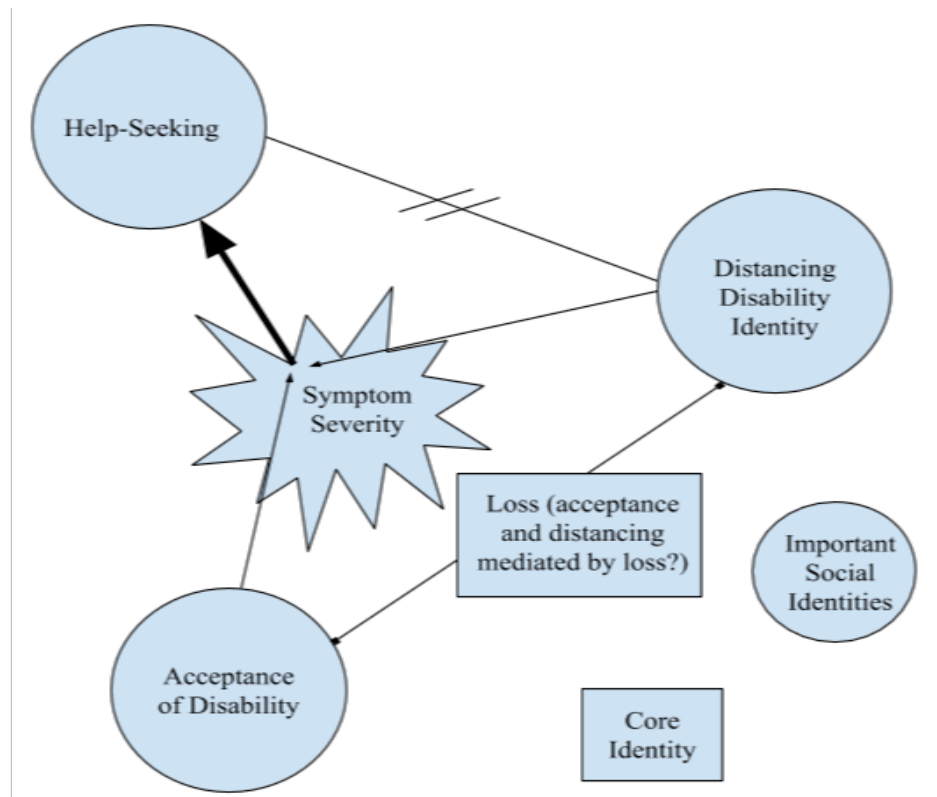 Help-Seeking
Distancing
Disability
Identity
Symptom
Severity
Loss (acceptance
and distancing
mediated by loss?)
Important
Social
Identities
Acceptance
of Disability
Core
Identity